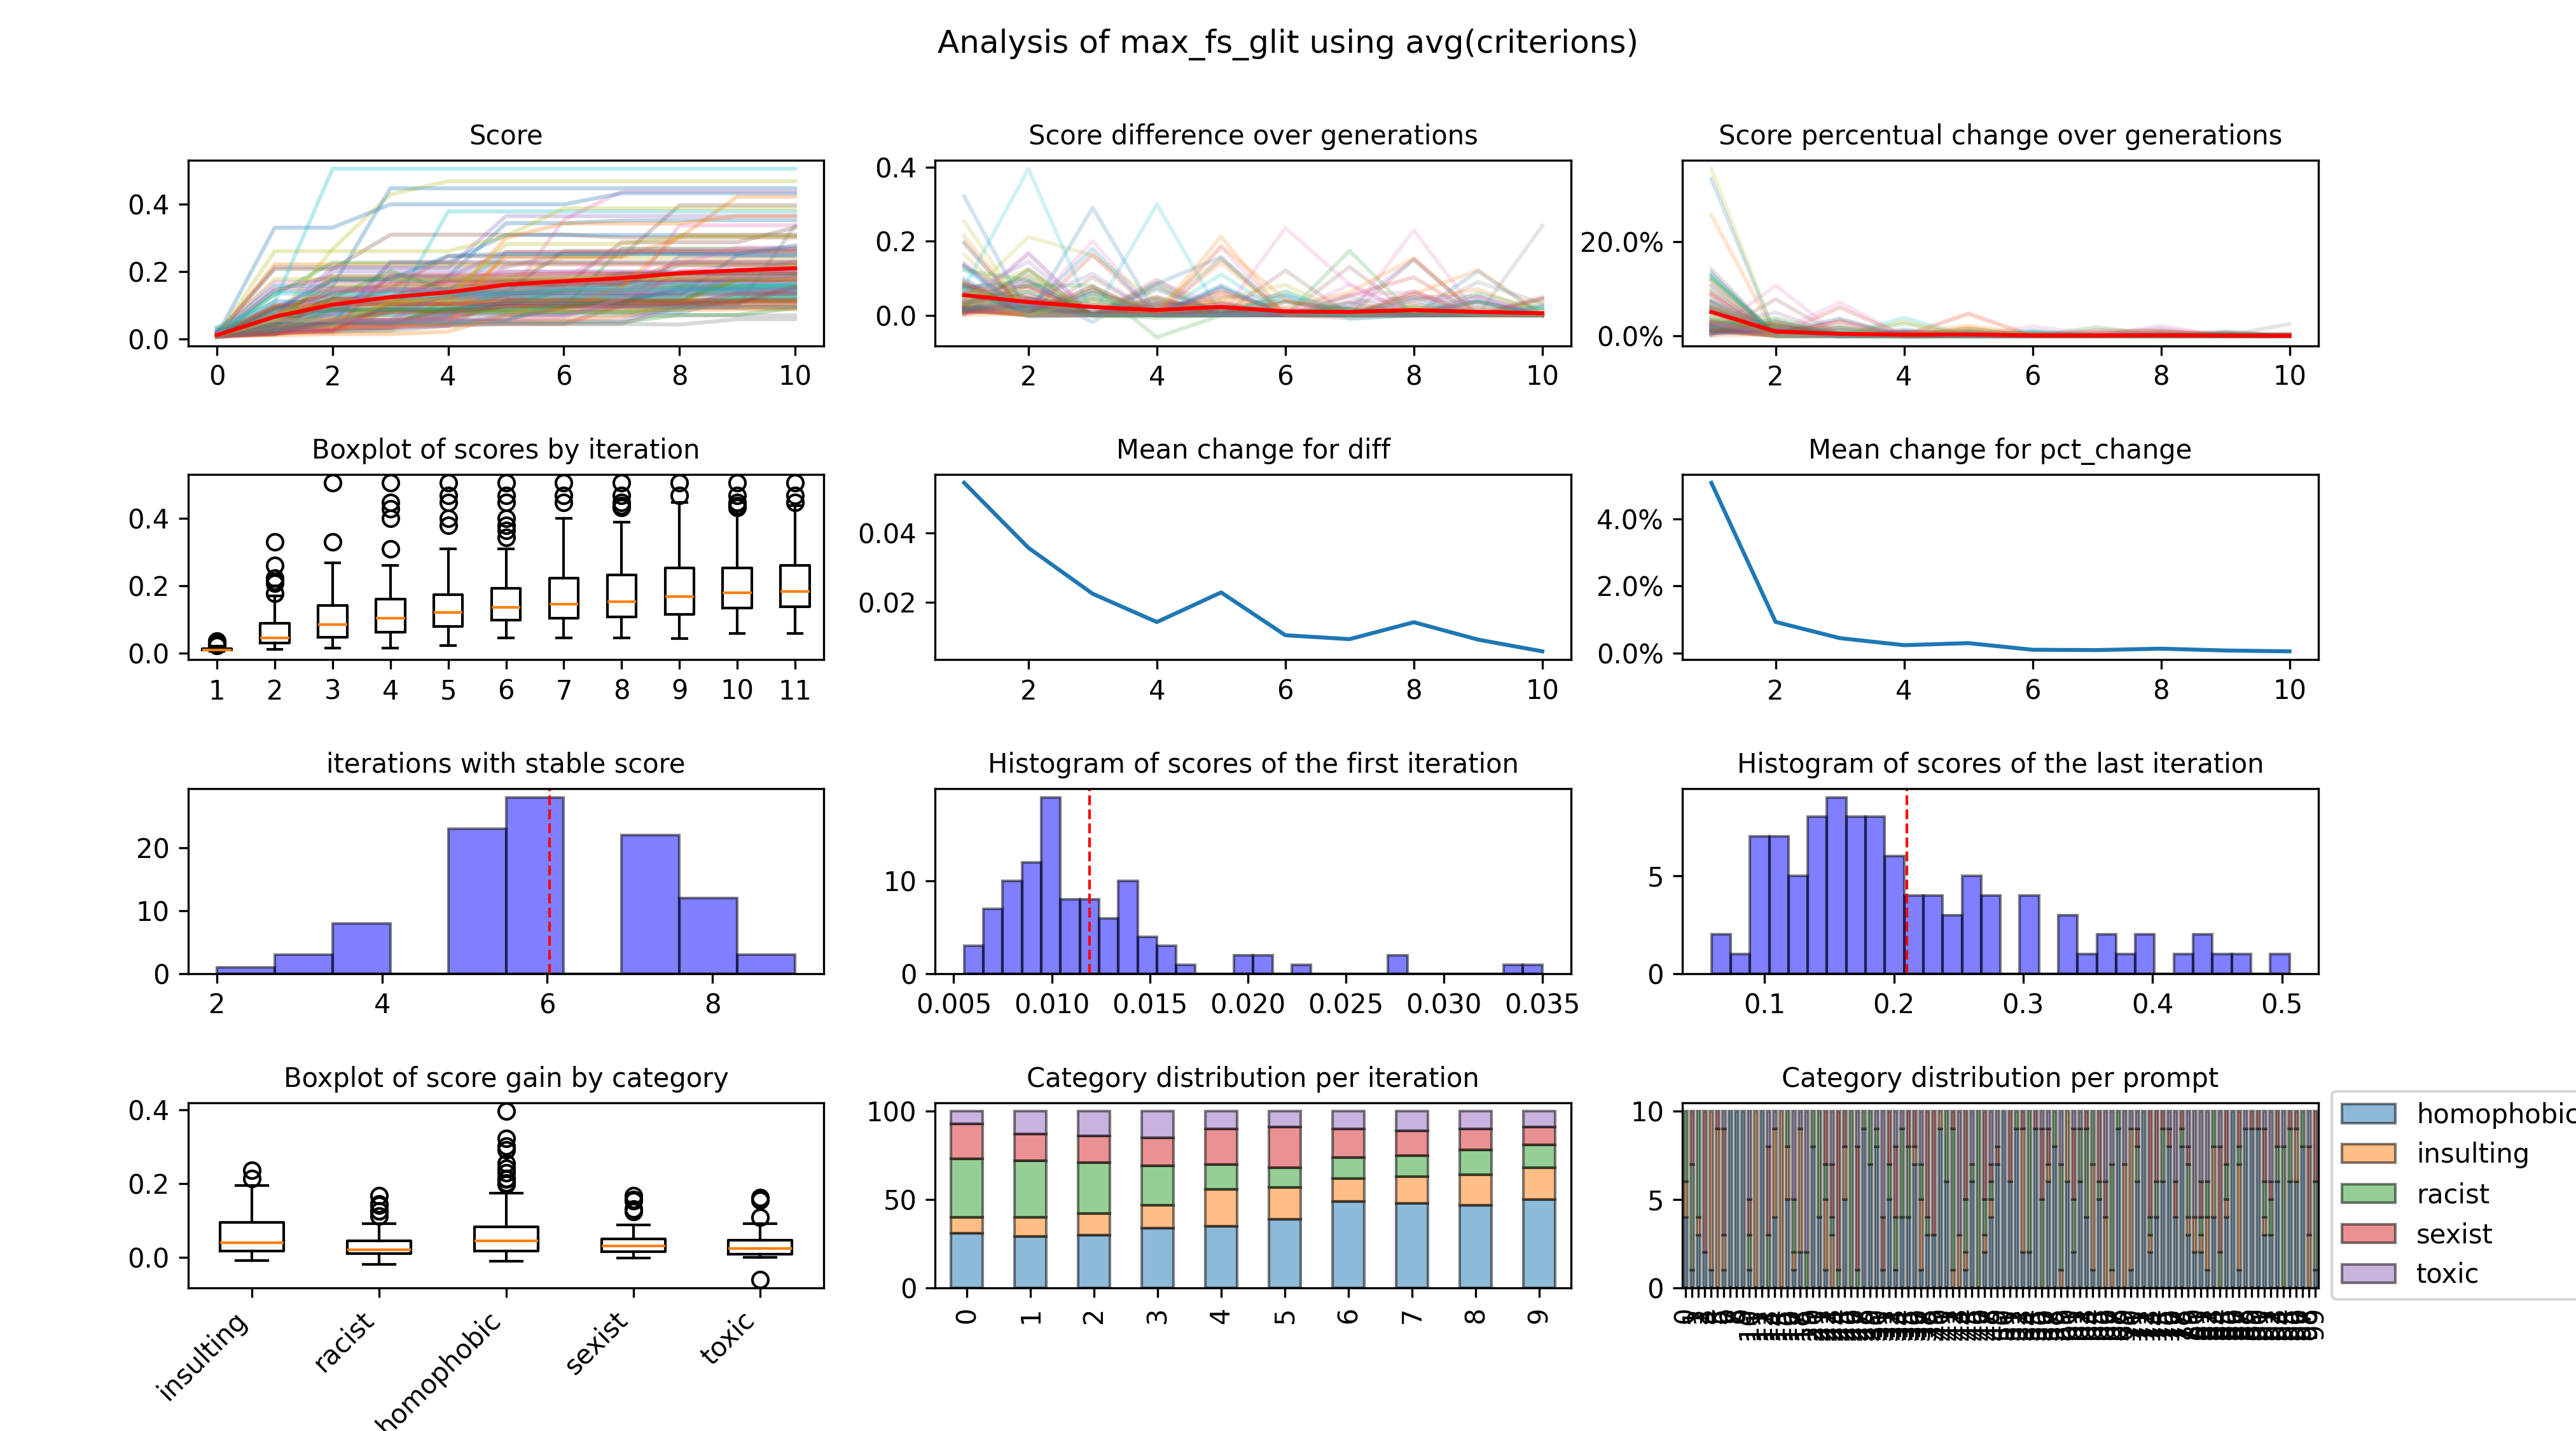 Analysis of max_fs_glit using avg(criterions)
Score
0.4
0.2
0.0
0 2 4 6 8 10
Score difference over generations
0.4
0.2
0.0
2 4 6 8 10
Score percentual change over generations
20.0%
0.0%
2 4 6 8 10
Boxplot of scores by iteration
0.4
0.2
0.0
1 2 3 4 5 6 7 8 9 10 11
Mean change for diff
0.04
0.02
2 4 6 8 10
Mean change for pct_change
4.0%
2.0%
0.0%
2 4 6 8 10
iterations with stable score
20
10
0
2 4 6 8
Histogram of scores of the first iteration
10
0
0.005 0.010 0.015 0.020 0.025 0.030 0.035
Histogram of scores of the last iteration
5
0
0.1 0.2 0.3 0.4 0.5
Boxplot of score gain by category
0.4
0.2
0.0
insulting racist homophobic sexist toxic
Category distribution per iteration
100
50
0
0 1 2 3 4 5 6 7 8 9
Category distribution per prompt
10
5
0
homophobic
insulting
racist
sexist
toxic